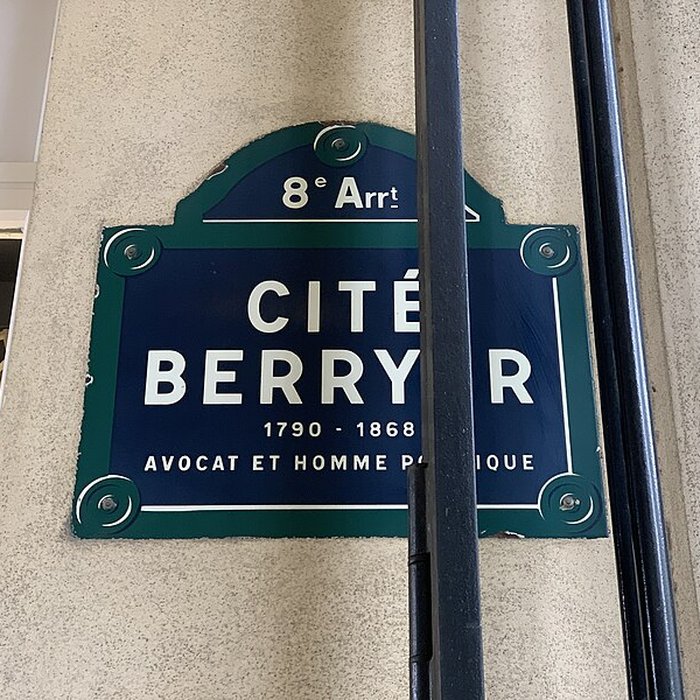 8e Arrt
CITÉ
BERRYER
1790 - 1868
AVOCAT ET HOMME POLITIQUE